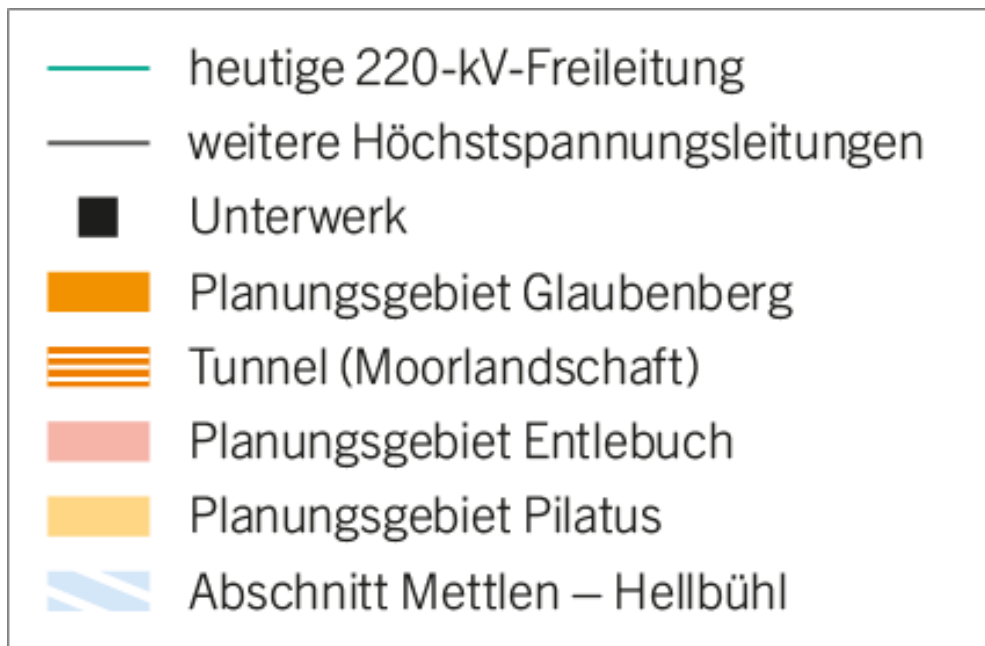 heutige 220-kV-Freileitung
weitere Höchstspannungsleitungen
Unterwerk
Planungsgebiet Glaubenberg
Tunnel (Moorlandschaft)
Planungsgebiet Entlebuch
Planungsgebiet Pilatus
Abschnitt Mettlen – Hellbühl